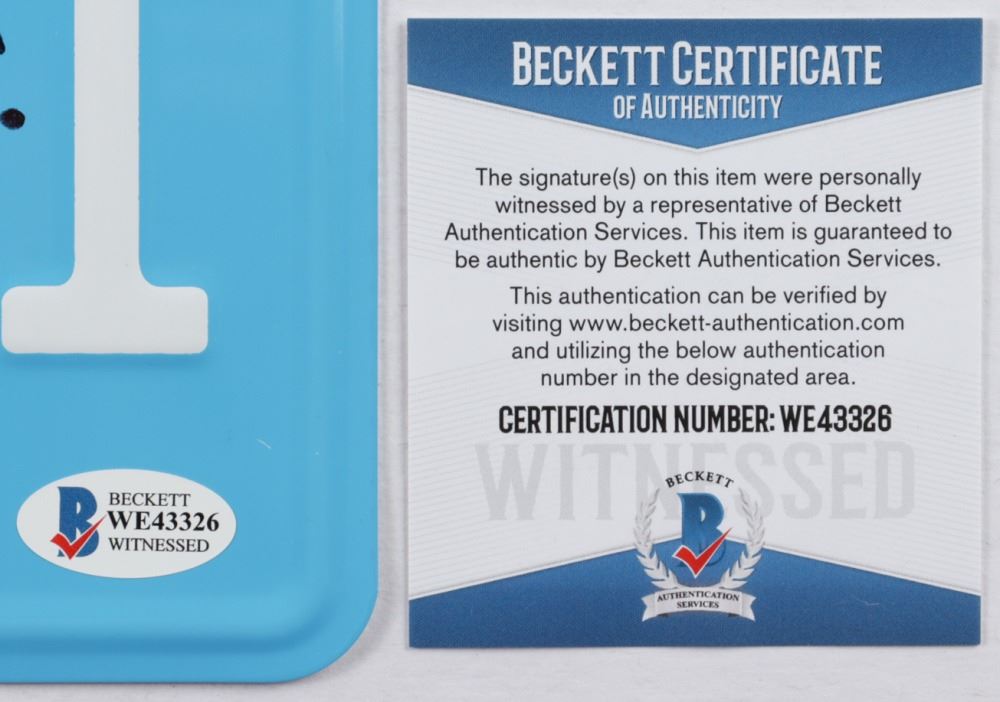 I
BECKETT
WE43326
WITNESSED
BECKETT CERTIFICATE
OF AUTHENTICITY
The signature(s) on this item were personally
witnessed by a representative of Beckett
Authentication Services. This item is guaranteed to
be authentic by Beckett Authentication Services.
This authentication can be verified by
visiting www.beckett-authentication.com
and utilizing the below authentication
number in the designated area.
CERTIFICATION NUMBER: WE43326
WITNESSED
BECKETT
B
AUTHENTICATION
SERVICES